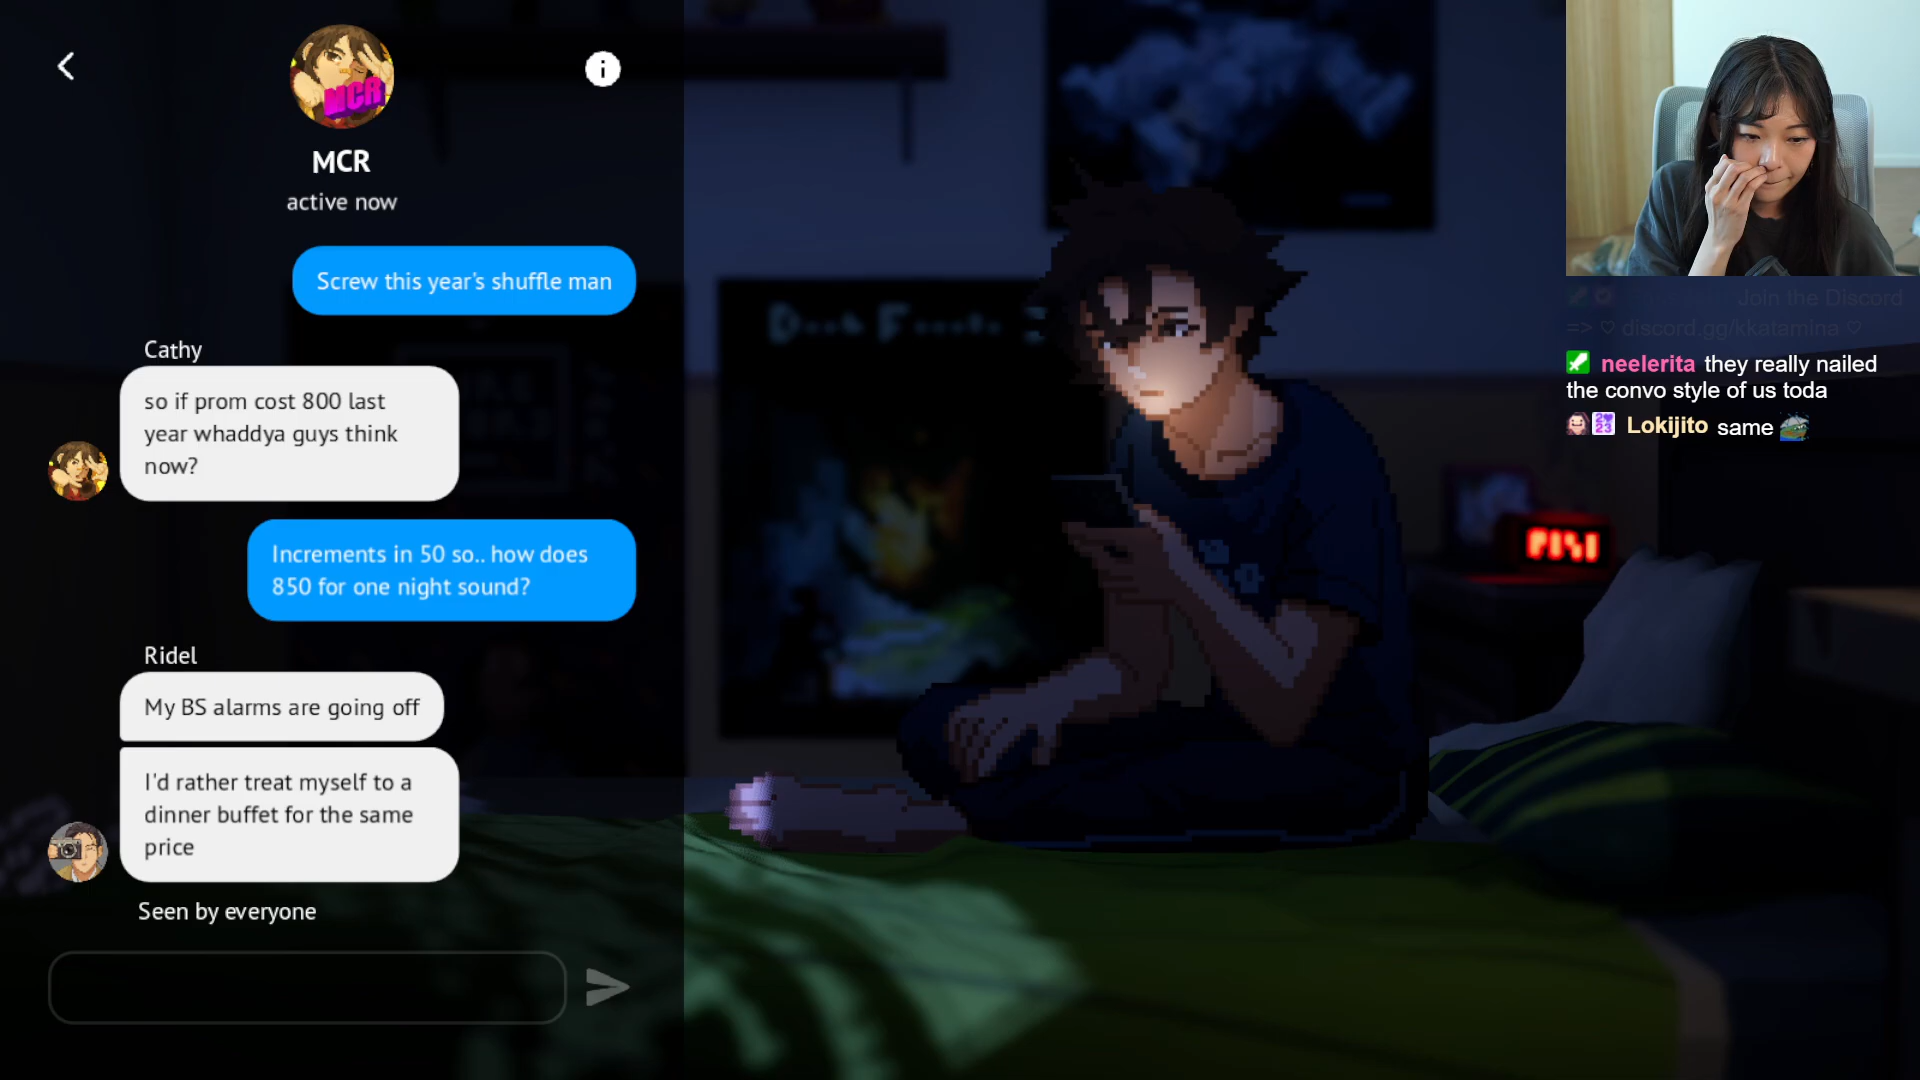 MCR
MCR
active now
Screw this year's shuffle man
Cathy
so if prom cost 800 last
year whaddya guys think
now?
Increments in 50 so.. how does
850 for one night sound?
Ridel
My BS alarms are going off
I'd rather treat myself to a
dinner buffet for the same
price
Seen by everyone
Join the Discord
=> ♡ discord.gg/kkatamina ♡
neelerita they really nailed
the convo style of us toda
Lokijito same